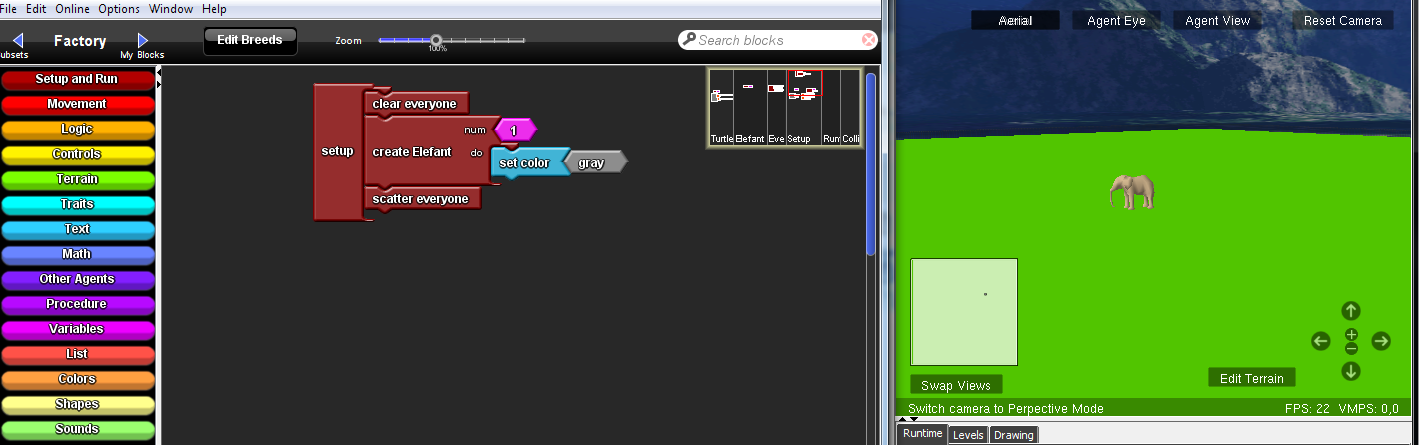 File Edit Online Options Window Help
Factory
ubsets
My Blocks
Edit Breeds
Zoom
100%
Search blocks
Setup and Run
Movement
Logic
Controls
Terrain
Traits
Text
Math
Other Agents
Procedure
Variables
List
Colors
Shapes
Sounds
setup
clear everyone
create Elefant
num
1
do
set color
gray
scatter everyone
Turtle Elefant Eve Setup Run Colli
Aerial Agent Eye Agent View Reset Camera
Swap Views
Edit Terrain
Switch camera to Perpective Mode
FPS: 22 VMPS: 0,0
Runtime Levels Drawing